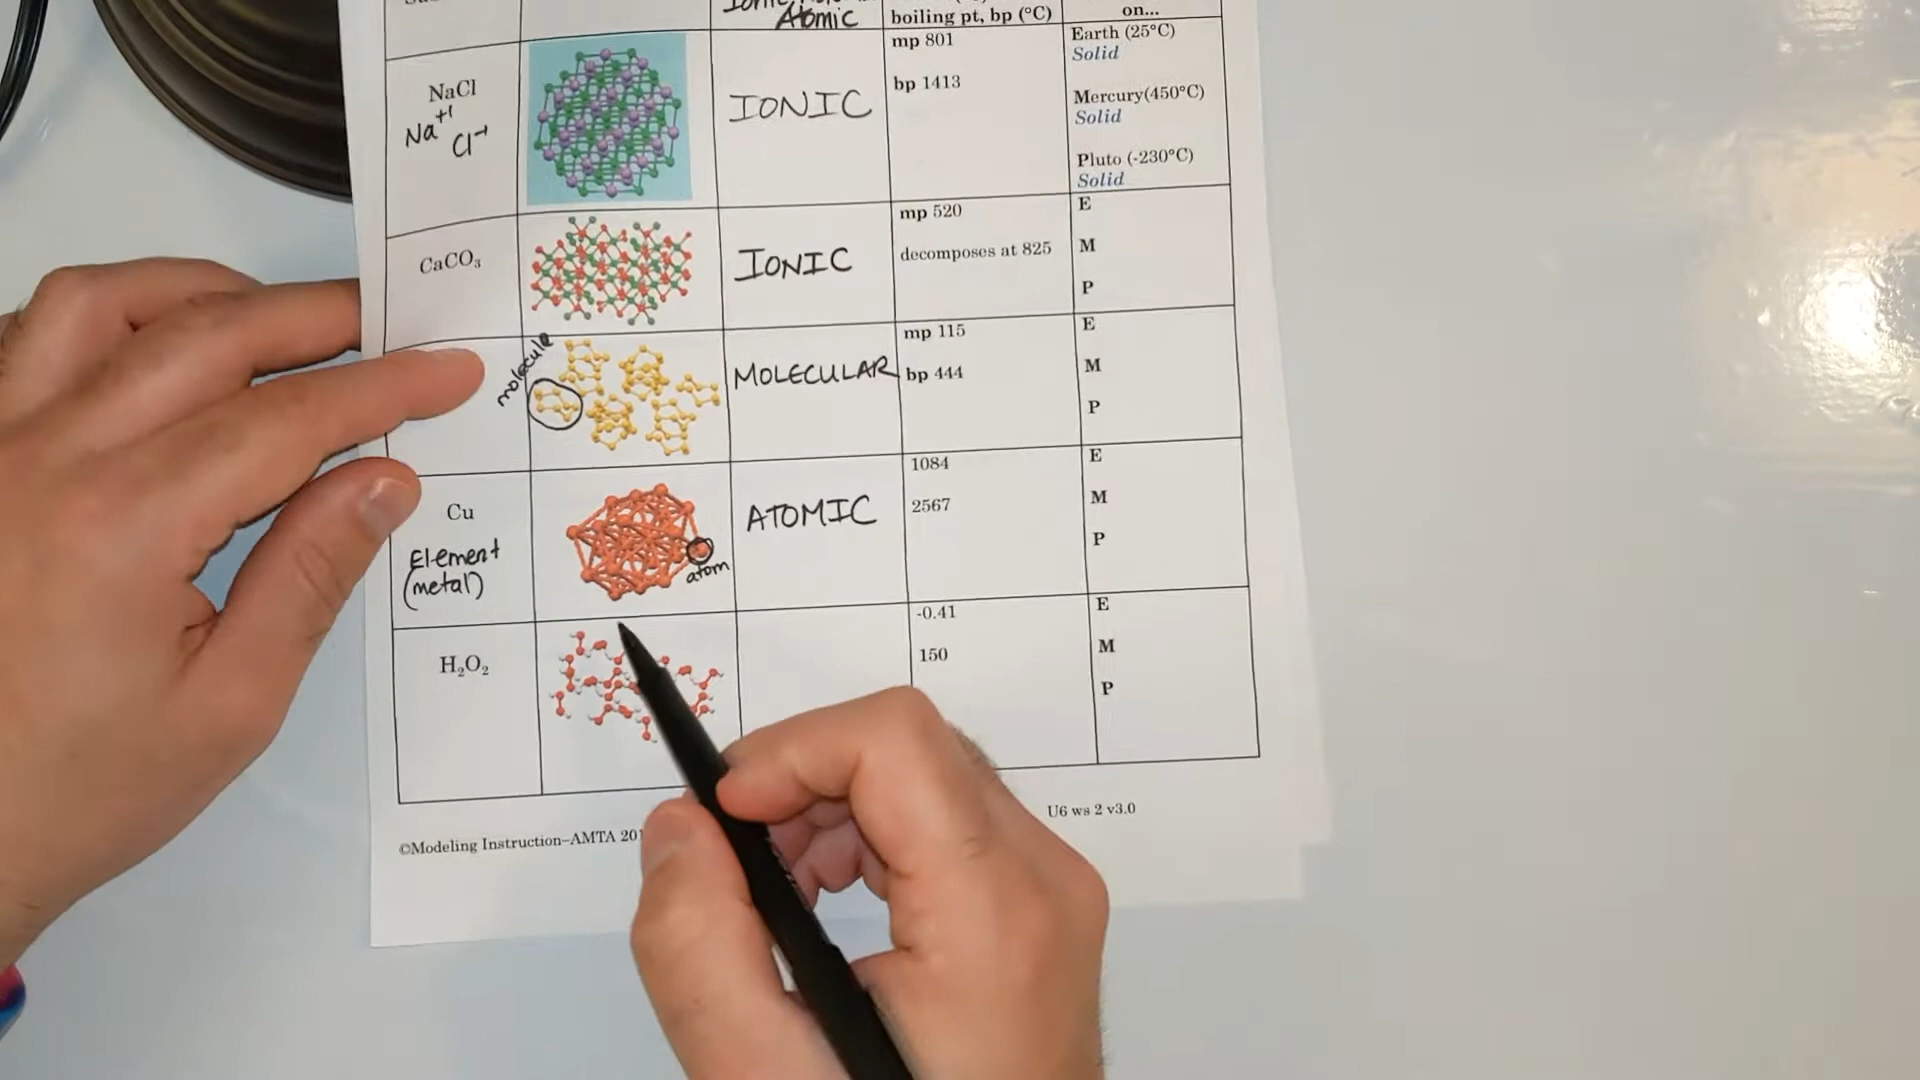 Atomic
boiling pt, bp (°C)
on...
NaCl
Na+1
Cl-1
IONIC
mp 801
bp 1413
Earth (25°C)
Solid
Mercury(450°C)
Solid
Pluto (-230°C)
Solid
CaCO₃
IONIC
mp 520
decomposes at 825
E
M
P
molecule
MOLECULAR
mp 115
bp 444
E
M
P
Cu
Element
(metal)
atom
ATOMIC
1084
2567
E
M
P
H₂O₂
-0.41
150
E
M
P
©Modeling Instruction–AMTA
U6 ws 2 v3.0